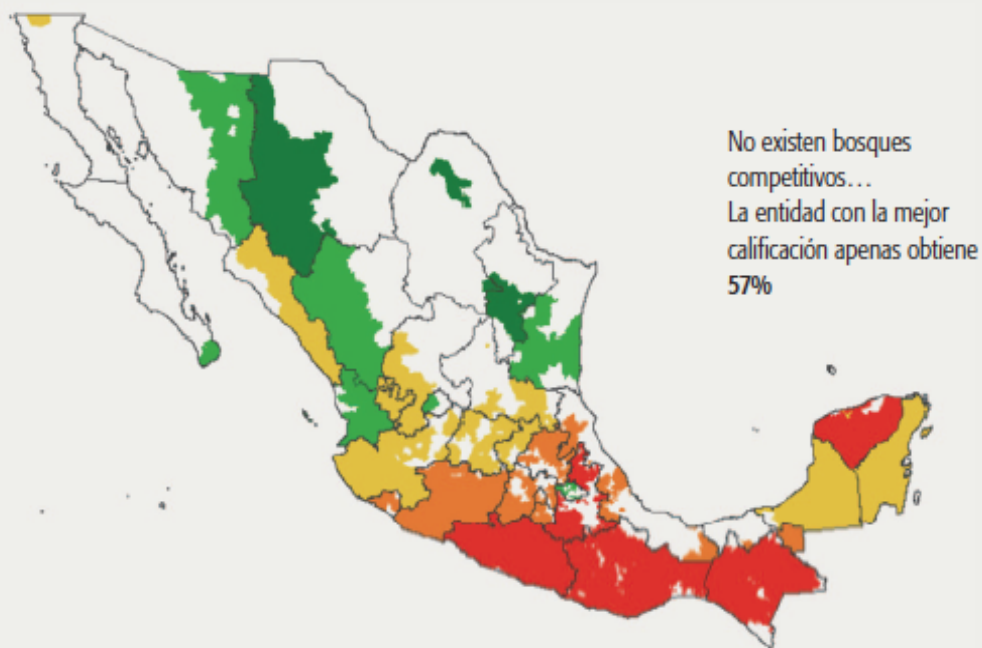 No existen bosques
competitivos…
La entidad con la mejor
calificación apenas obtiene
57%